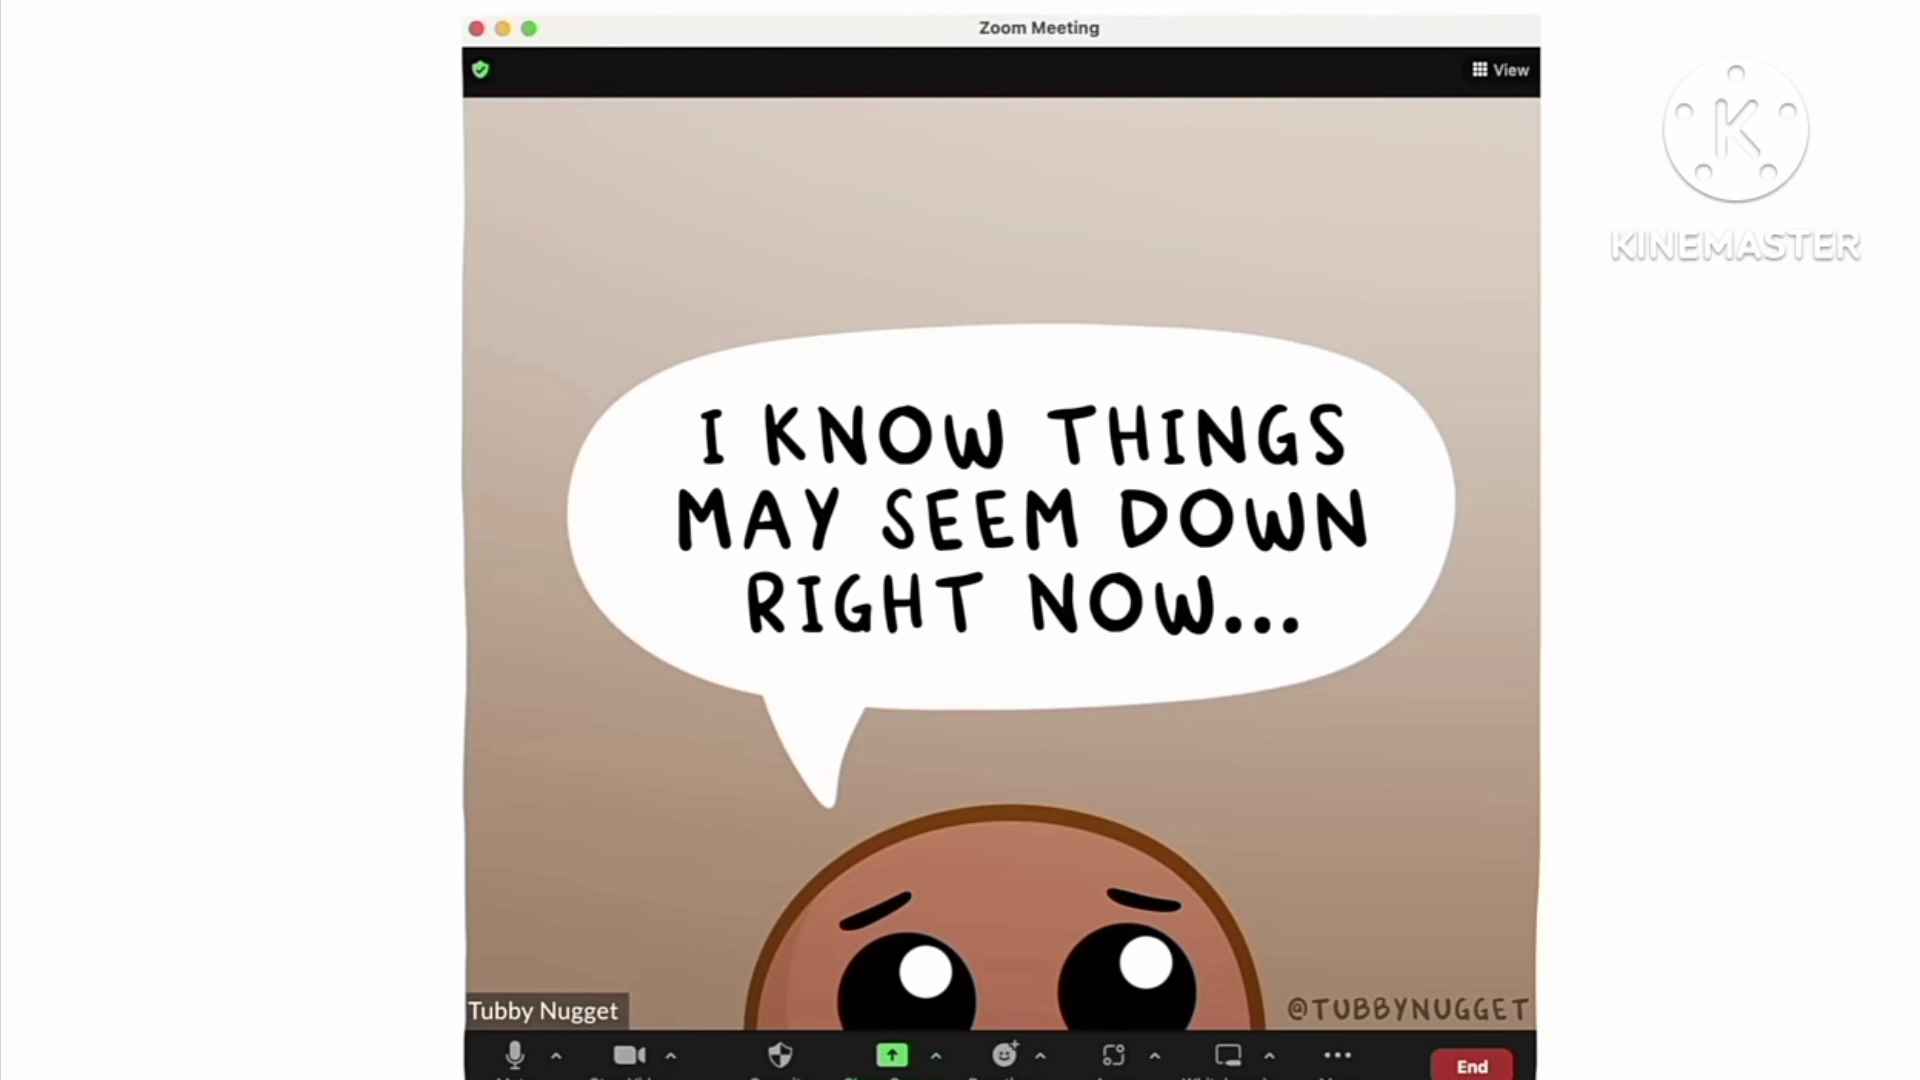 Zoom Meeting
View
KINEMASTER
I KNOW THINGS
MAY SEEM DOWN
RIGHT NOW...
Tubby Nugget
@TUBBYNUGGET
End